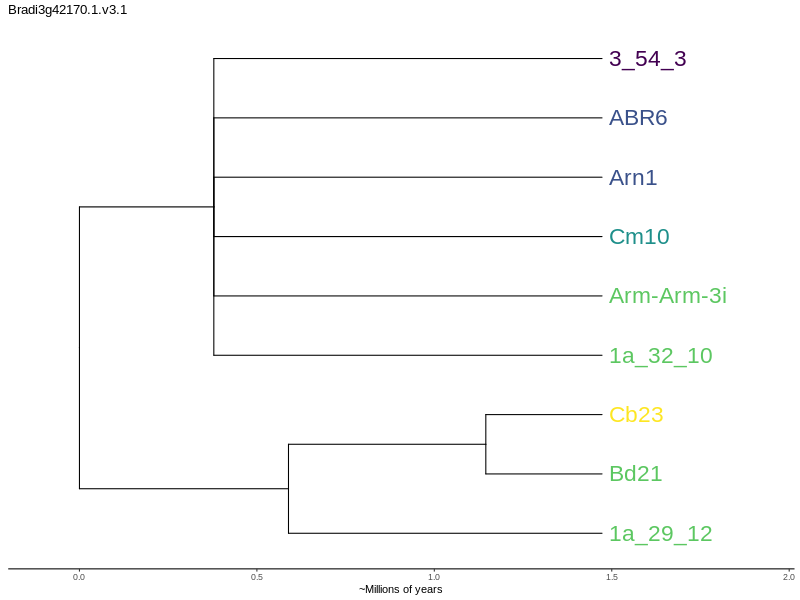 Bradi3g42170.1.v3.1
3_54_3
ABR6
Arn1
Cm10
Arm-Arm-3i
1a_32_10
Cb23
Bd21
1a_29_12
0.0 0.5 1.0 1.5 2.0
~Millions of years